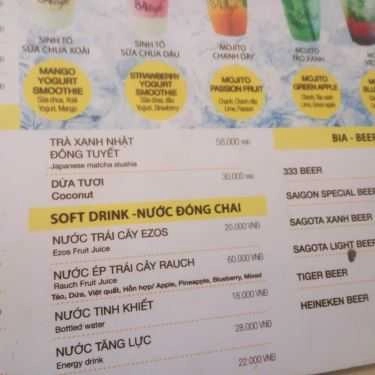 SINH TỐ
SỮA CHUA XOÀI
SINH TỐ
SỮA CHUA DÂU
MOJITO
CHANH DÂY
MOJITO
TÁO XANH
MANGO
YOGURT
SMOOTHIE
Sữa chua, Xoài
Yogurt, Mango
STRAWBERRY
YOGURT
SMOOTHIE
Sữa chua, Dâu
Yogurt, Strawberry
MOJITO
PASSION FRUIT
Chanh, Chanh dây
Lime, Passion
MOJITO
GREEN APPLE
TRÀ XANH NHẬT
ĐÔNG TUYẾT 58,000 VNĐ
Japanese matcha slushie
DỪA TƯƠI 30,000 VNĐ
Coconut
SOFT DRINK -NƯỚC ĐÓNG CHAI
NƯỚC TRÁI CÂY EZOS 20,000 VNĐ
Ezos Fruit Juice
NƯỚC ÉP TRÁI CÂY RAUCH 60,000 VNĐ
Rauch Fruit Juice
Táo, Dứa, Việt quất, Hỗn hợp/ Apple, Pineapple, Blueberry, Mixed
NƯỚC TINH KHIẾT 18,000 VNĐ
Bottled water
NƯỚC TĂNG LỰC 28,000 VNĐ
Energy drink
22,000 VNĐ
BIA - BEE
333 BEER
SAIGON SPECIAL BEER
SAGOTA XANH BEER
SAGOTA LIGHT BEER
TIGER BEER
HEINEKEN BEER